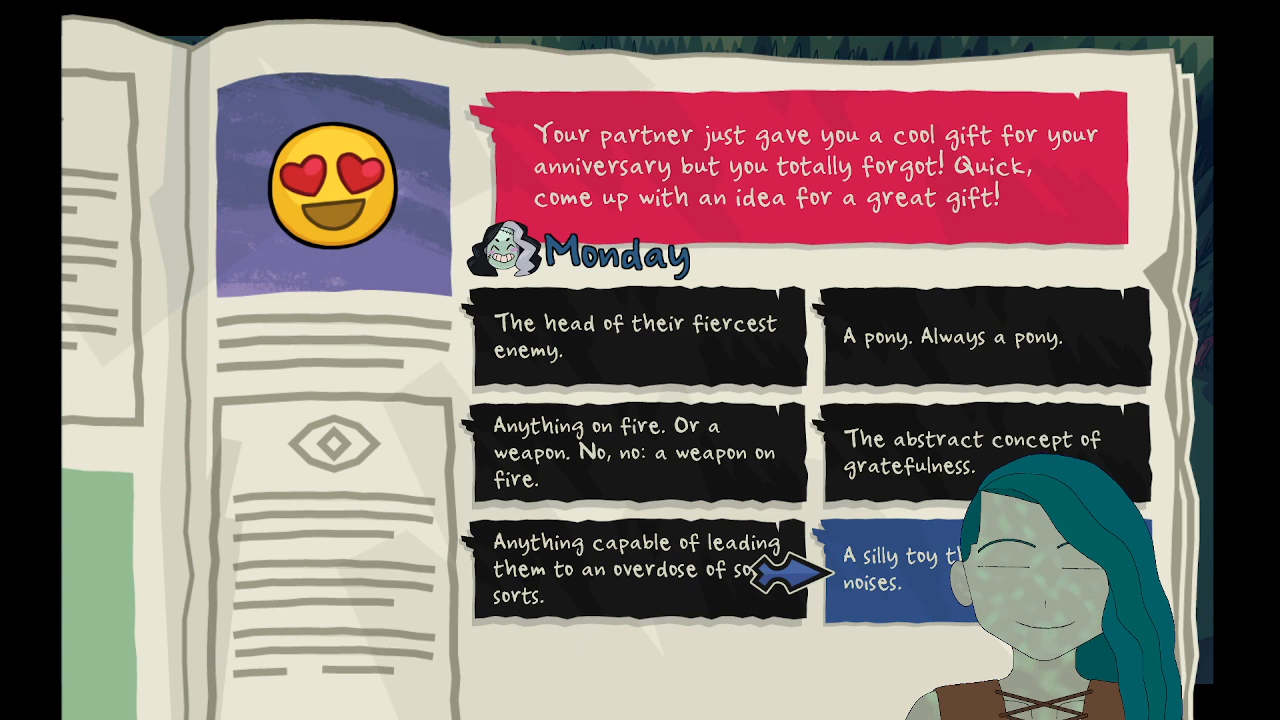 Your partner just gave you a cool gift for your
anniversary but you totally forgot! Quick,
come up with an idea for a great gift!
Monday
The head of their fiercest
enemy.
A pony. Always a pony.
Anything on fire. Or a
weapon. No, no: a weapon on
fire.
The abstract concept of
gratefulness.
Anything capable of leading
them to an overdose of
sorts.
A silly toy
noises.